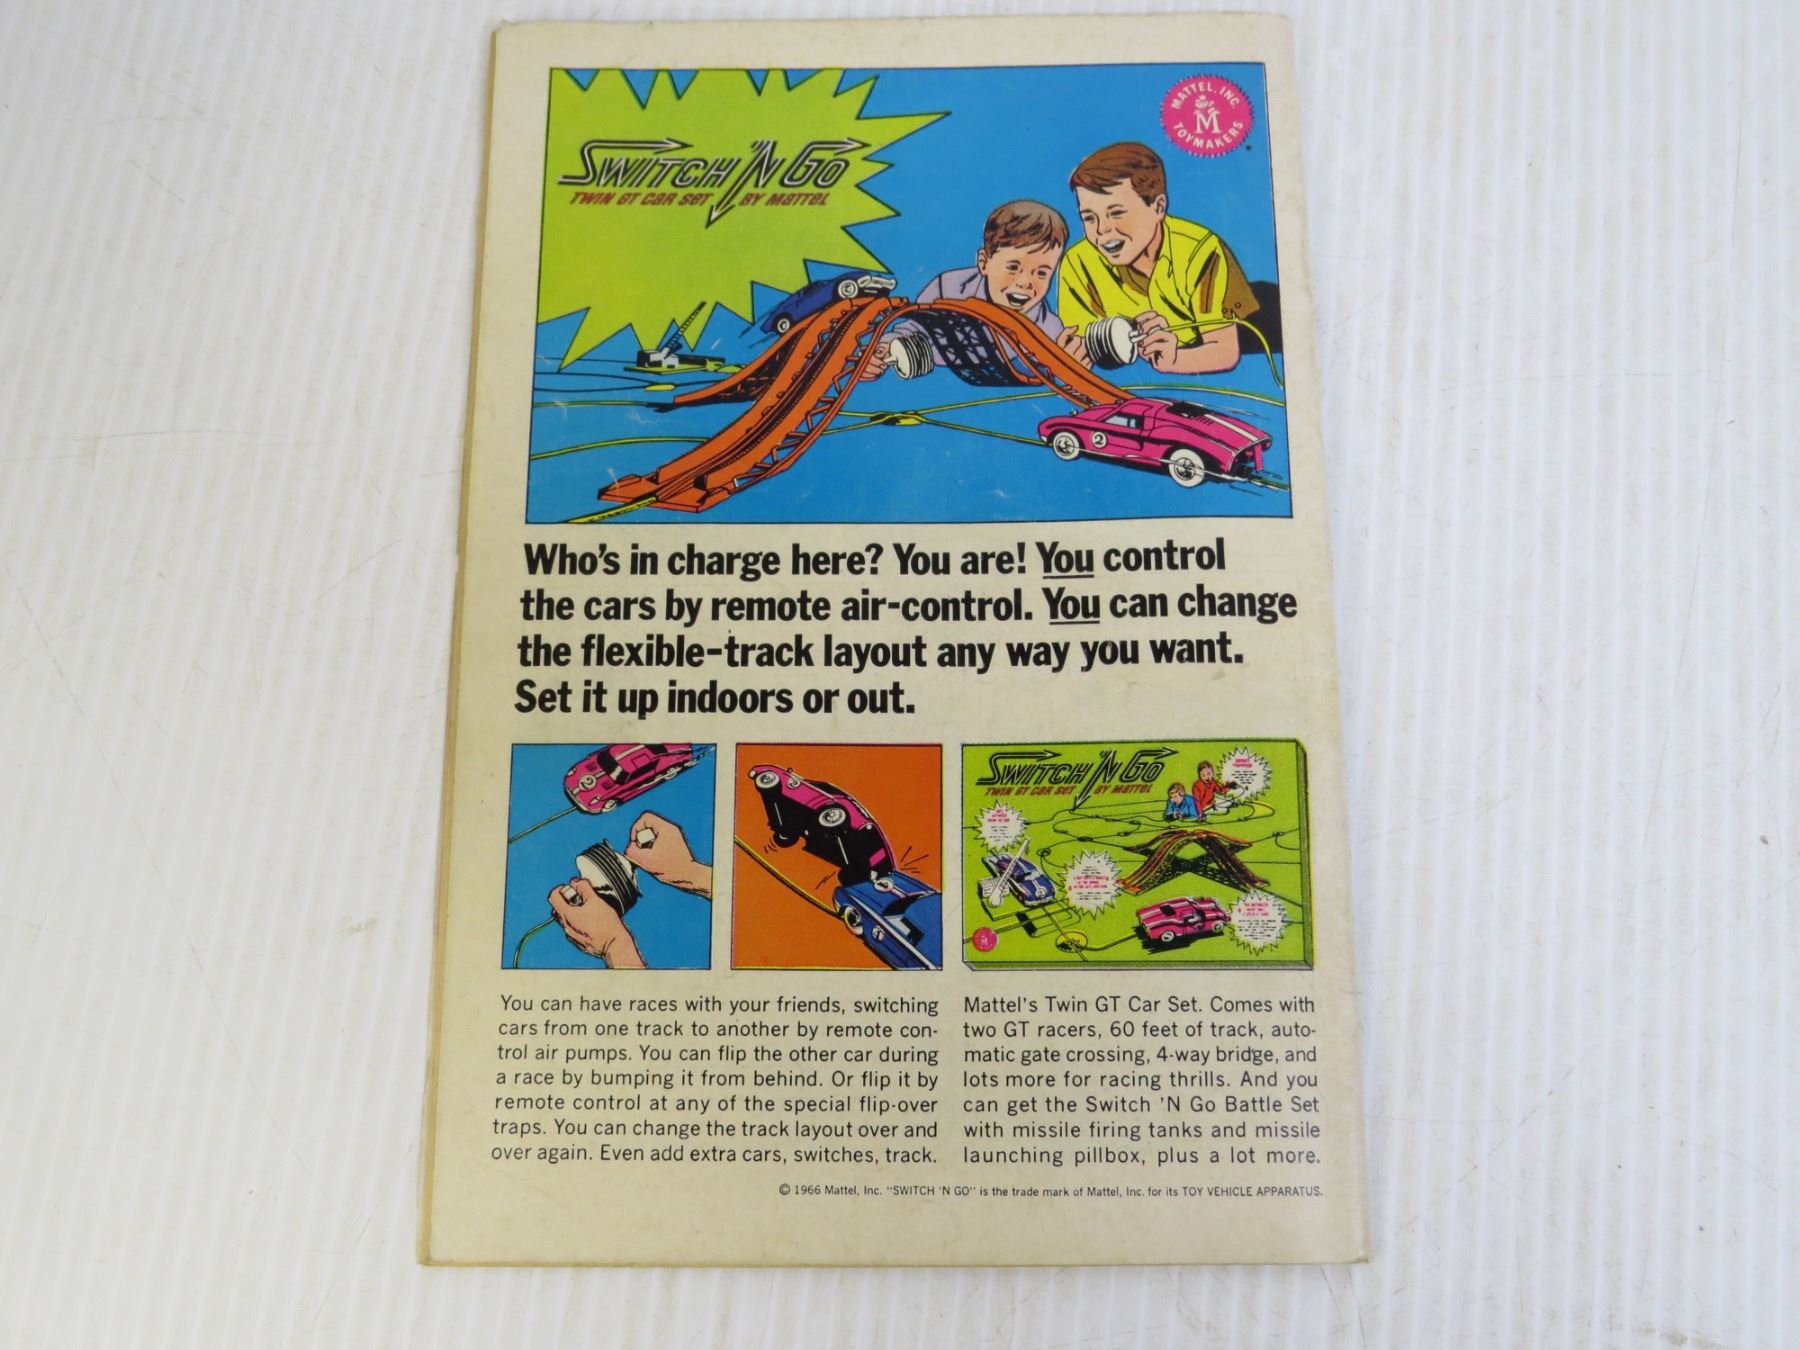 MATTEL, INC.
M
TOYMAKERS
SWITCH 'N GO
TWIN GT CAR SET BY MATTEL
2
Who's in charge here? You are! You control
the cars by remote air-control. You can change
the flexible-track layout any way you want.
Set it up indoors or out.
2
SWITCH 'N GO
TWIN GT CAR SET BY MATTEL
M
You can have races with your friends, switching
cars from one track to another by remote con-
trol air pumps. You can flip the other car during
a race by bumping it from behind. Or flip it by
remote control at any of the special flip-over
traps. You can change the track layout over and
over again. Even add extra cars, switches, track.
Mattel's Twin GT Car Set. Comes with
two GT racers, 60 feet of track, auto-
matic gate crossing, 4-way bridge, and
lots more for racing thrills. And you
can get the Switch 'N Go Battle Set
with missile firing tanks and missile
launching pillbox, plus a lot more.
© 1966 Mattel, Inc. "SWITCH 'N GO" is the trade mark of Mattel, Inc. for its TOY VEHICLE APPARATUS.